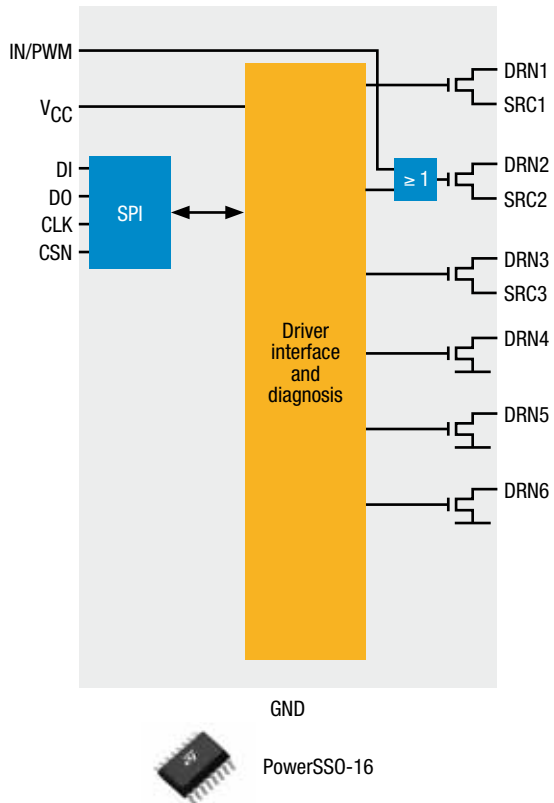 IN/PWM
VCC
DI
DO
CLK
CSN
SPI
Driver
interface
and
diagnosis
≥ 1
DRN1
SRC1
DRN2
SRC2
DRN3
SRC3
DRN4
DRN5
DRN6
GND
PowerSSO-16